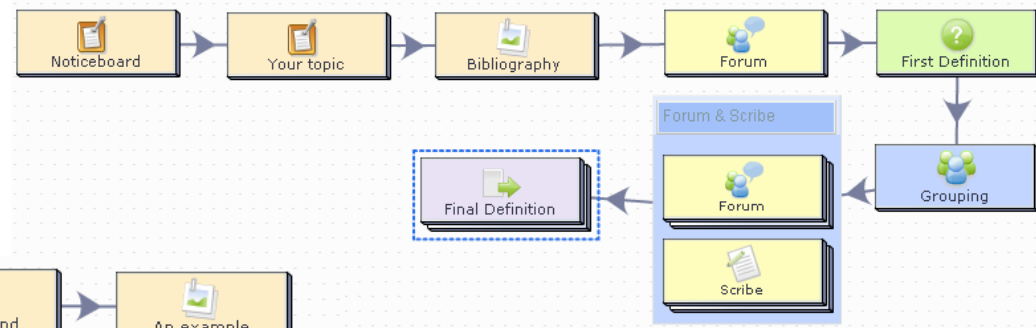 Noticeboard
Your topic
Bibliography
Forum
First Definition
Forum & Scribe
Forum
Grouping
Final Definition
Scribe
An example